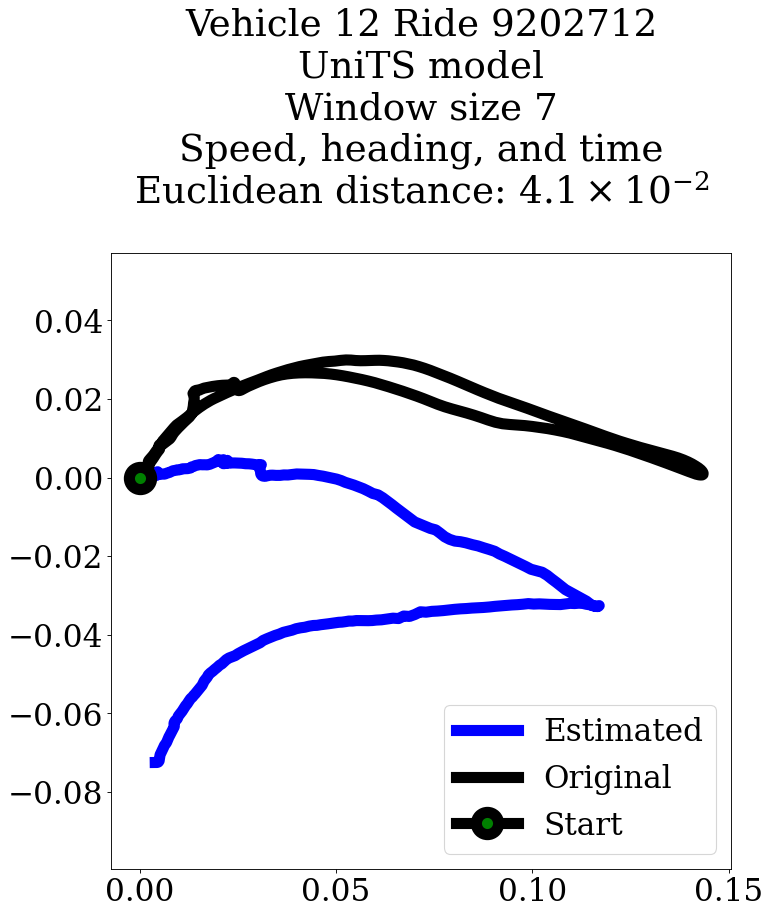 Vehicle 12 Ride 9202712
UniTS model
Window size 7
Speed, heading, and time
Euclidean distance: 4.1 × 10⁻²
0.04
0.02
0.00
−0.02
−0.04
−0.06
−0.08
Estimated
Original
Start
0.00 0.05 0.10 0.15